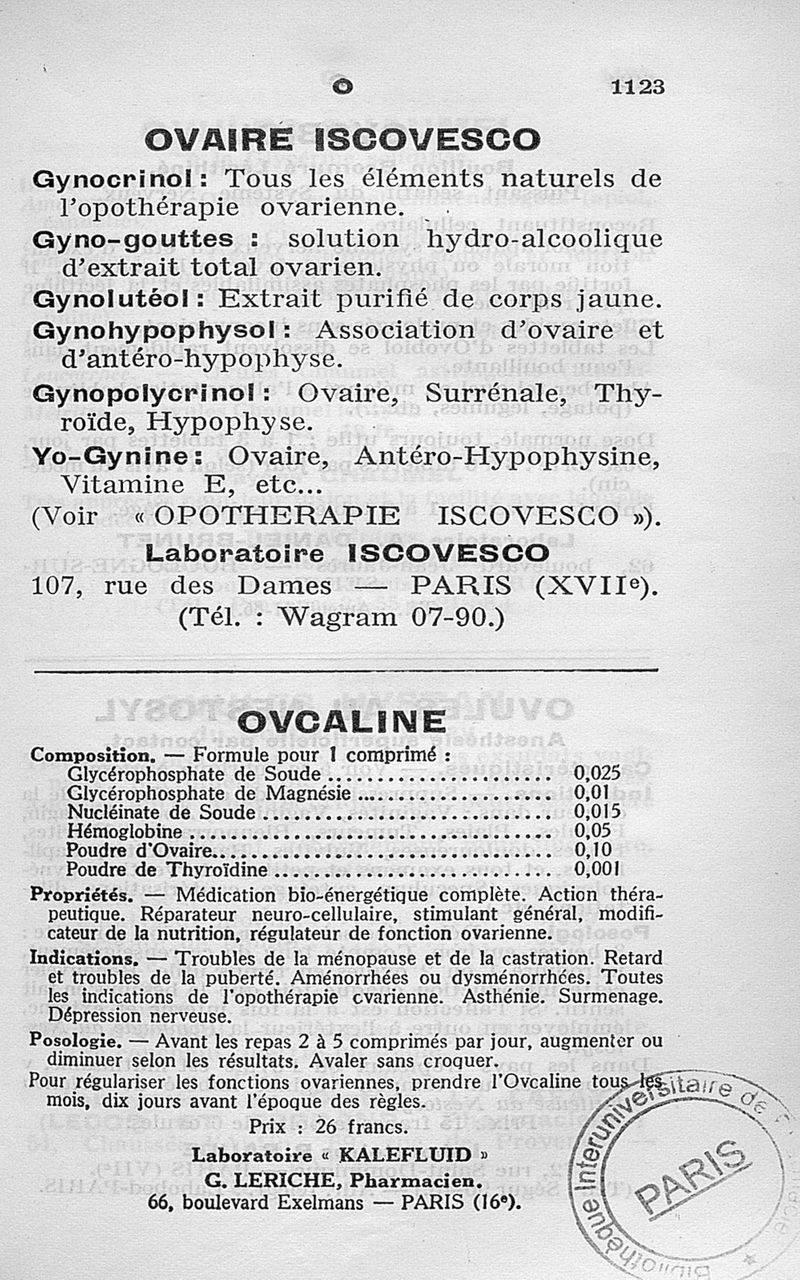 O 1123
OVAIRE ISCOVESCO
Gynocrinol : Tous les éléments naturels de
l'opothérapie ovarienne.
Gyno-gouttes : solution hydro-alcoolique
d'extrait total ovarien.
Gynolutéol : Extrait purifié de corps jaune.
Gynohypophysol : Association d'ovaire et
d'antéro-hypophyse.
Gynopolycrinol : Ovaire, Surrénale, Thy-
roïde, Hypophyse.
Yo-Gynine : Ovaire, Antéro-Hypophysine,
Vitamine E, etc...
(Voir « OPOTHERAPIE ISCOVESCO »).
Laboratoire ISCOVESCO
107, rue des Dames — PARIS (XVIIe).
(Tél. : Wagram 07-90.)
OVCALINE
Composition. — Formule pour 1 comprimé :
Glycérophosphate de Soude ........................ 0,025
Glycérophosphate de Magnésie ..................... 0,01
Nucléinate de Soude .............................. 0,015
Hémoglobine ...................................... 0,05
Poudre d'Ovaire................................... 0,10
Poudre de Thyroïdine ............................. 0,001
Propriétés. — Médication bio-énergétique complète. Action théra-
peutique. Réparateur neuro-cellulaire, stimulant général, modifi-
cateur de la nutrition, régulateur de fonction ovarienne.
Indications. — Troubles de la ménopause et de la castration. Retard
et troubles de la puberté. Aménorrhées ou dysménorrhées. Toutes
les indications de l'opothérapie cvarienne. Asthénie. Surmenage.
Dépression nerveuse.
Posologie. — Avant les repas 2 à 5 comprimés par jour, augmenter ou
diminuer selon les résultats. Avaler sans croquer.
Pour régulariser les fonctions ovariennes, prendre l'Ovcaline tous les
mois, dix jours avant l'époque des règles.
Prix : 26 francs.
Laboratoire « KALEFLUID »
G. LERICHE, Pharmacien.
66, boulevard Exelmans — PARIS (16e).
Bibliothèque Interuniversitaire de
PARIS